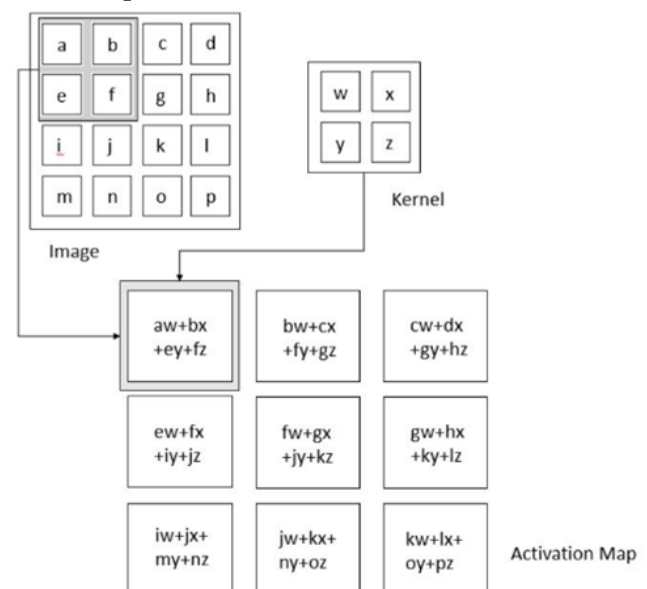 a b c d
e f g h
i j k l
m n o p
Image
w x
y z
Kernel
aw+bx
+ey+fz
bw+cx
+fy+gz
cw+dx
+gy+hz
ew+fx
+iy+jz
fw+gx
+jy+kz
gw+hx
+ky+lz
iw+jx+
my+nz
jw+kx+
ny+oz
kw+lx+
oy+pz
Activation Map